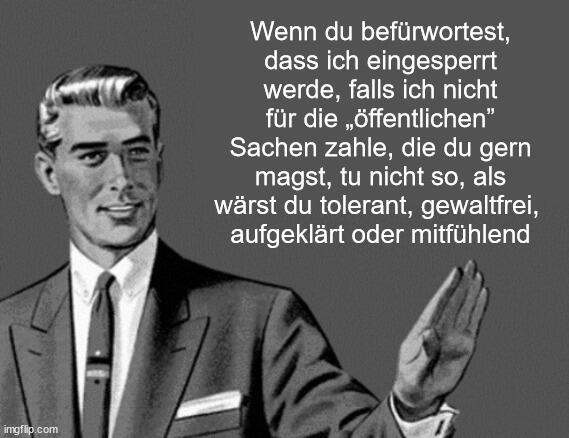 Wenn du befürwortest,
dass ich eingesperrt
werde, falls ich nicht
für die „öffentlichen”
Sachen zahle, die du gern
magst, tu nicht so, als
wärst du tolerant, gewaltfrei,
aufgeklärt oder mitfühlend
imgflip.com